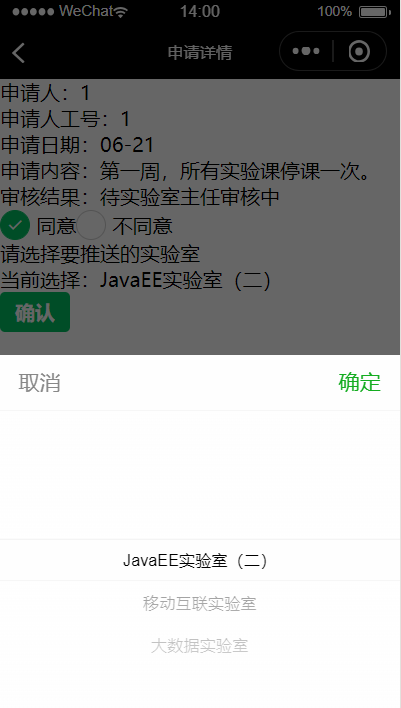 WeChat 14:00 100%
申请详情
申请人：1
申请人工号：1
申请日期：06-21
申请内容：第一周，所有实验课停课一次。
审核结果：待实验室主任审核中
同意 不同意
请选择要推送的实验室
当前选择：JavaEE实验室（二）
确认
取消 确定
JavaEE实验室（二）
移动互联实验室
大数据实验室